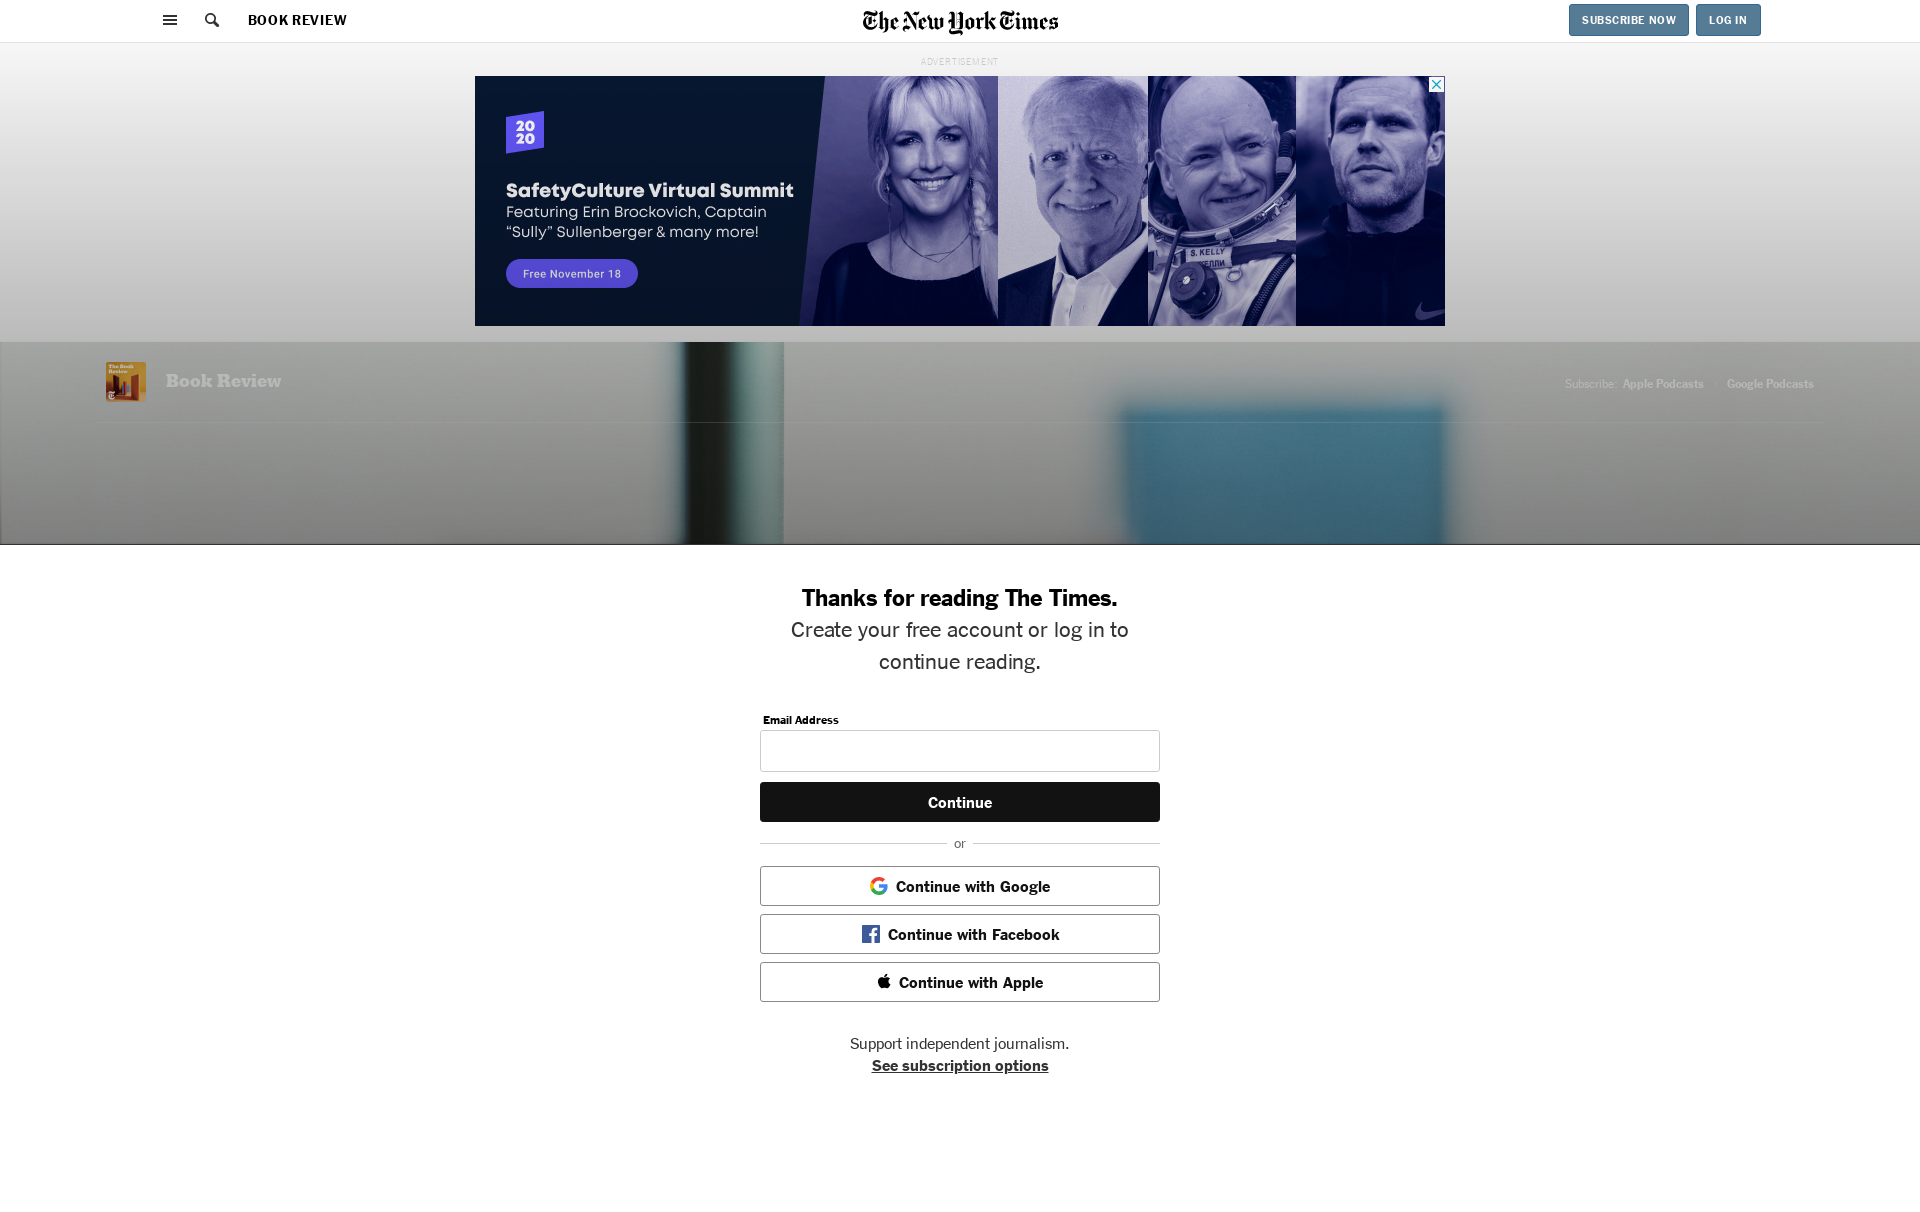 BOOK REVIEW
The New York Times
SUBSCRIBE NOW
LOG IN
ADVERTISEMENT
20
20
SafetyCulture Virtual Summit
Featuring Erin Brockovich, Captain
“Sully” Sullenberger & many more!
Free November 18
S. KELLY
The Book
Review
Book Review
Subscribe:
Apple Podcasts
Google Podcasts
Thanks for reading The Times.
Create your free account or log in to
continue reading.
Email Address
Continue
or
Continue with Google
Continue with Facebook
Continue with Apple
Support independent journalism.
See subscription options